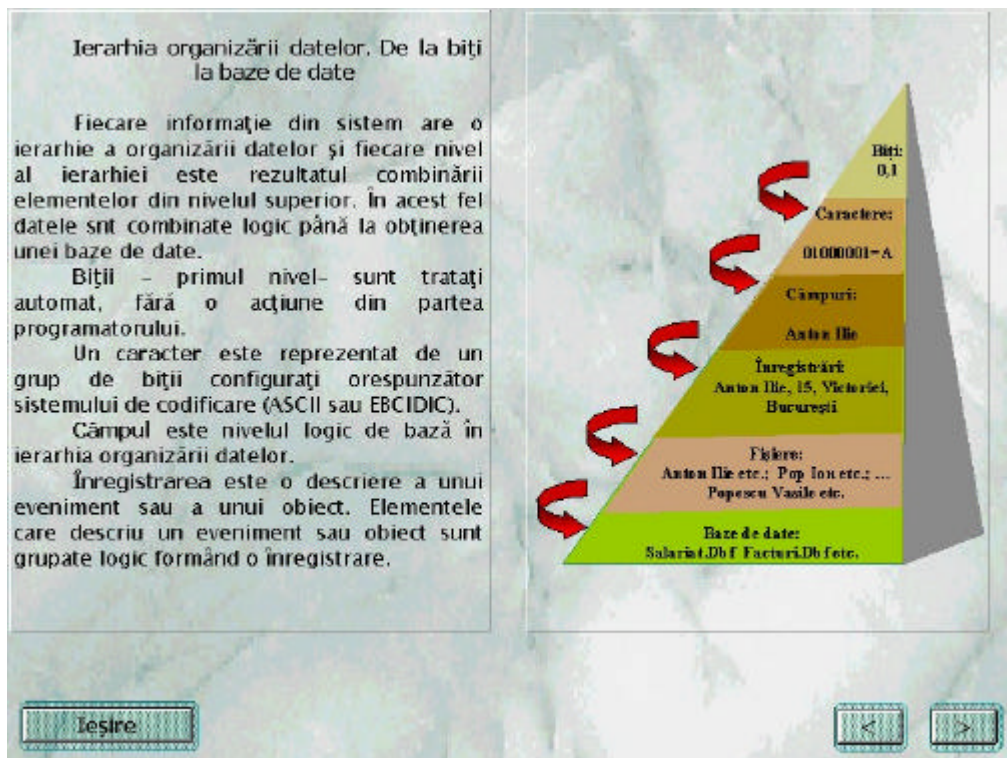 Ierarhia organizării datelor. De la biţi
la baze de date
Fiecare informaţie din sistem are o
ierarhie a organizării datelor şi fiecare nivel
al ierarhiei este rezultatul combinării
elementelor din nivelul superior. În acest fel
datele snt combinate logic până la obţinerea
unei baze de date.
Biţii – primul nivel– sunt trataţi
automat, fără o acţiune din partea
programatorului.
Un caracter este reprezentat de un
grup de biţii configuraţi orespunzător
sistemului de codificare (ASCII sau EBCIDIC).
Câmpul este nivelul logic de bază în
ierarhia organizării datelor.
Înregistrarea este o descriere a unui
eveniment sau a unui obiect. Elementele
care descriu un eveniment sau obiect sunt
grupate logic formând o înregistrare.
Biţi:
0,1
Caractere:
01000001=A
Câmpuri:
Anton Ilie
Înregistrări:
Anton Ilie, 15, Victoriei,
Bucureşti
Fişiere:
Anton Ilie etc.; Pop Ion etc.; ...
Popescu Vasile etc.
Baze de date:
Salariat.Dbf Facturi.Dbf etc.
Ieşire
< >